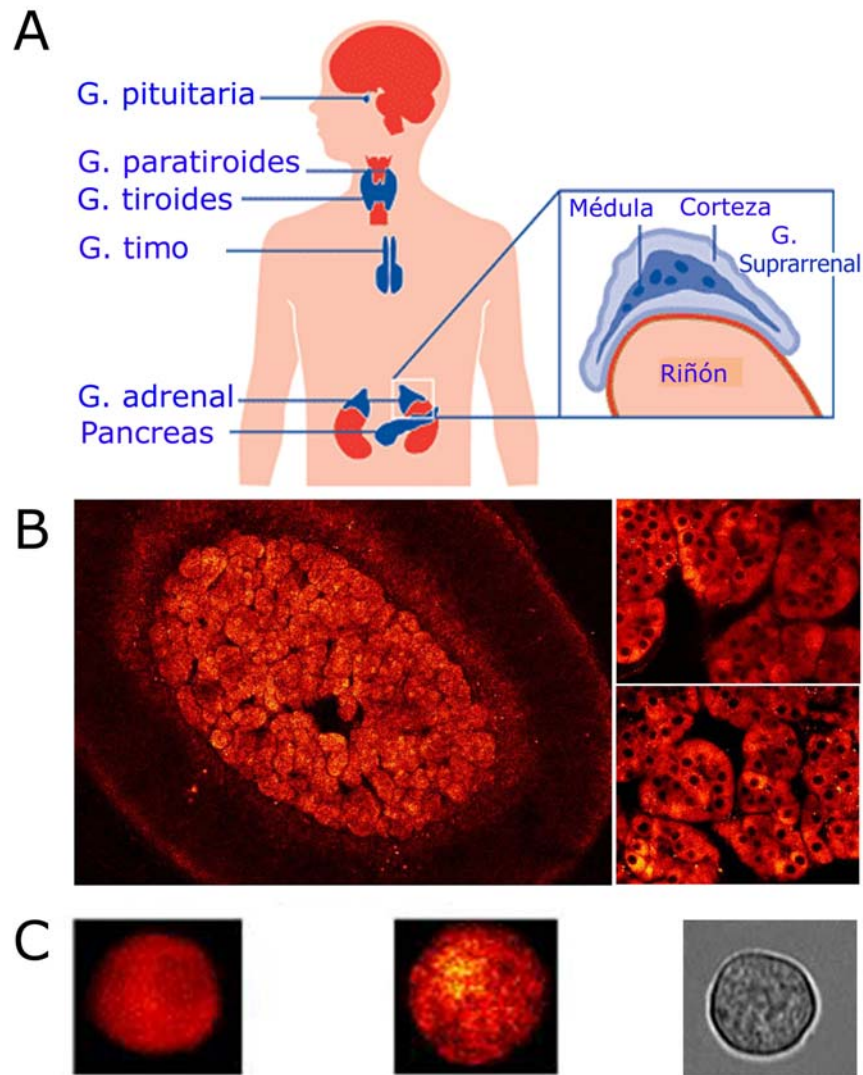 A
G. pituitaria
G. paratiroides
G. tiroides
G. timo
G. adrenal
Pancreas
Médula
Corteza
G.
Suprarrenal
Riñón
B
C